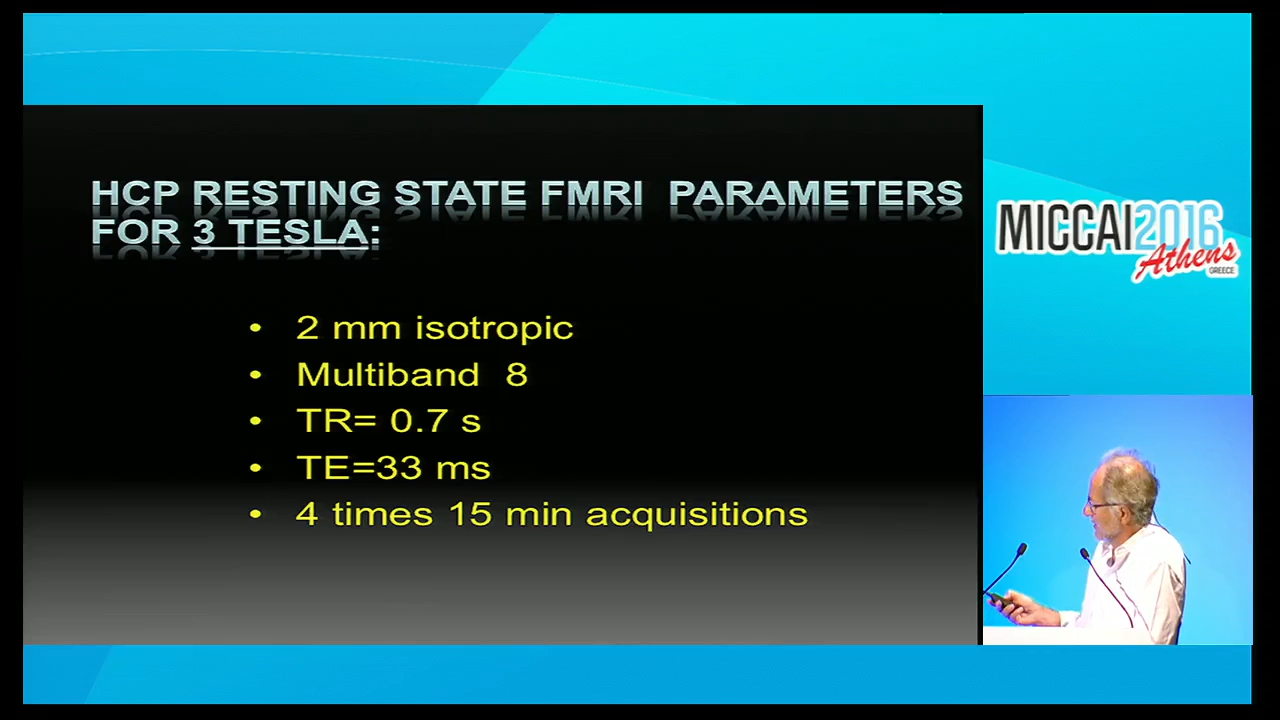 HCP RESTING STATE FMRI PARAMETERS
FOR 3 TESLA:
• 2 mm isotropic
• Multiband 8
• TR= 0.7 s
• TE=33 ms
• 4 times 15 min acquisitions
MICCAI2016
Athens
GREECE